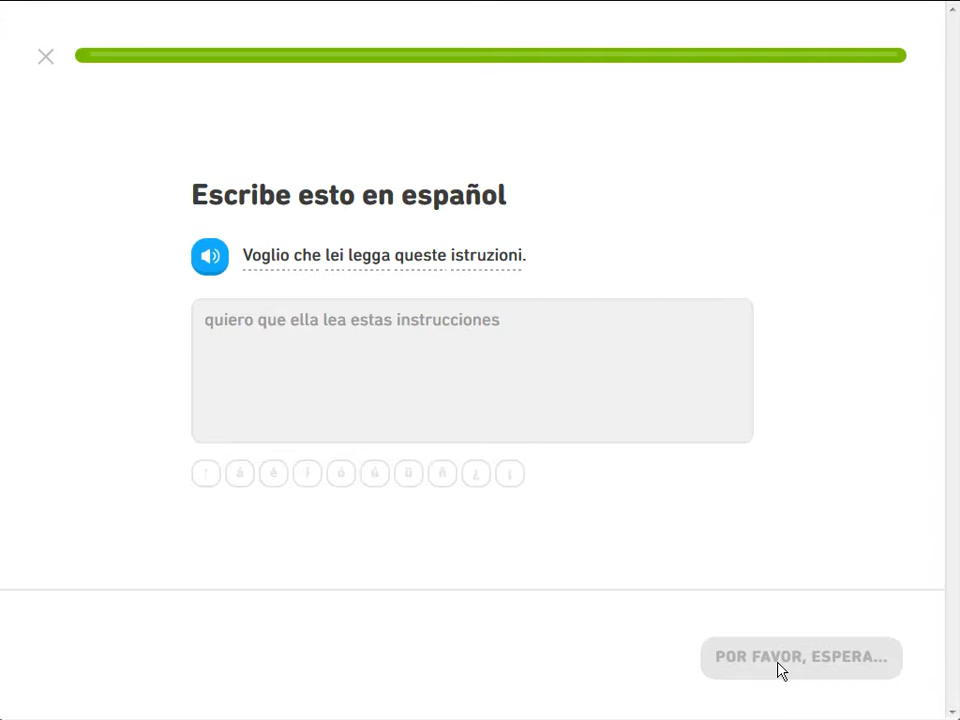 Escribe esto en español
Voglio che lei legga queste istruzioni.
quiero que ella lea estas instrucciones
↑ á é í ó ú ü ñ ¿ ¡
POR FAVOR, ESPERA...